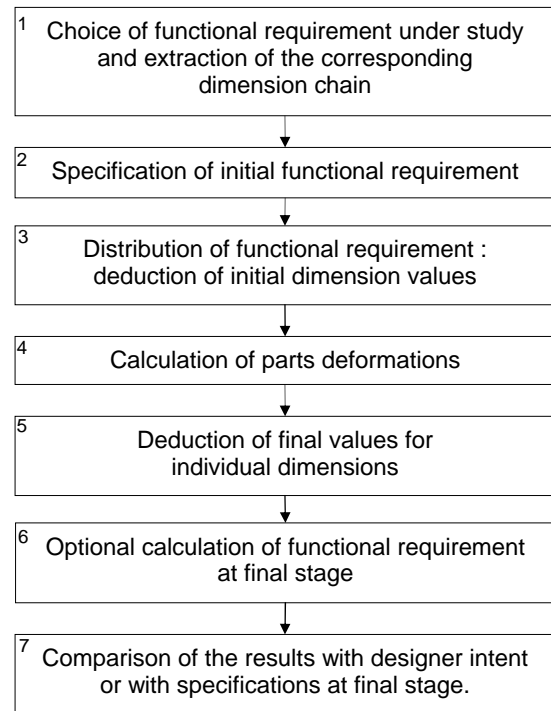 1
Choice of functional requirement under study
and extraction of the corresponding
dimension chain
2
Specification of initial functional requirement
3
Distribution of functional requirement :
deduction of initial dimension values
4
Calculation of parts deformations
5
Deduction of final values for
individual dimensions
6
Optional calculation of functional requirement
at final stage
7
Comparison of the results with designer intent
or with specifications at final stage.